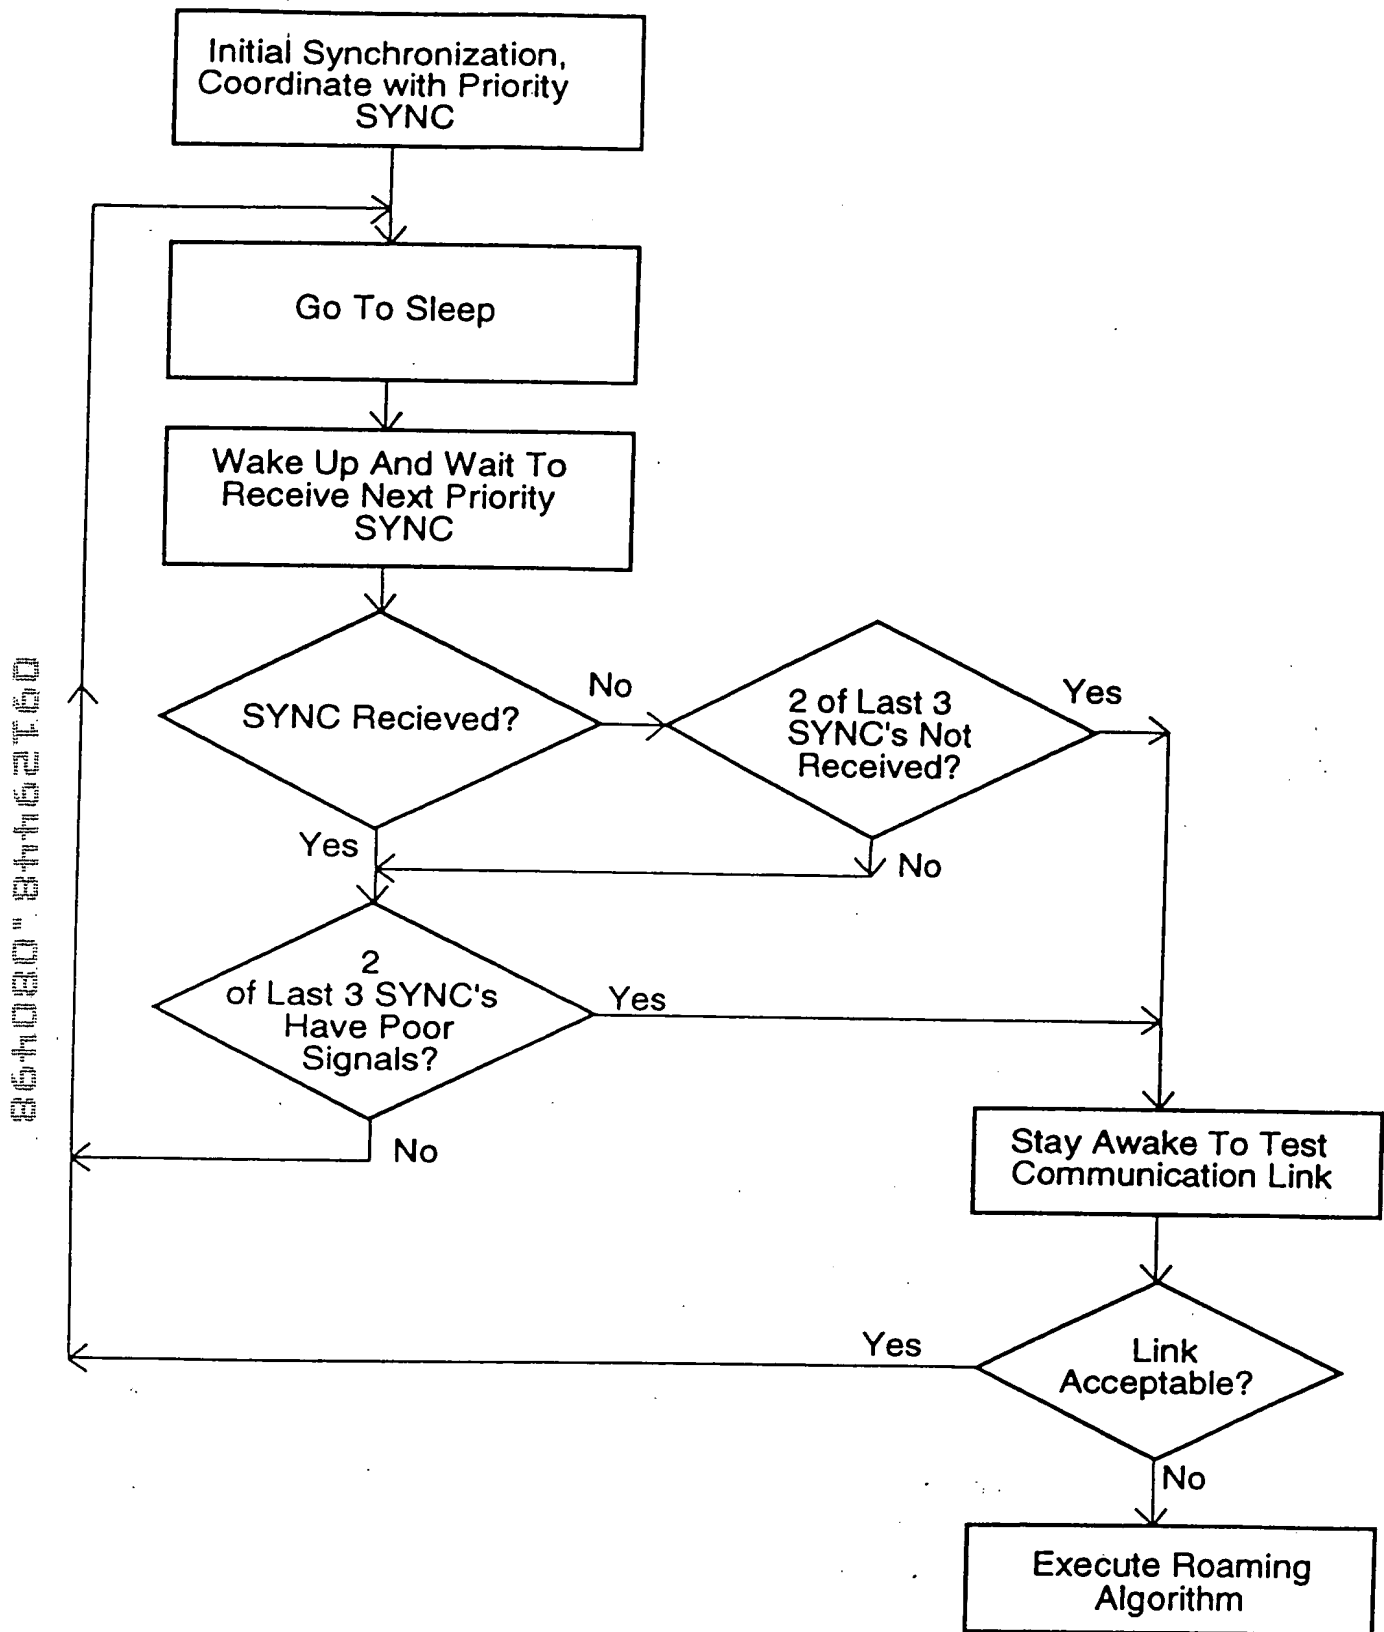 Initial Synchronization,
Coordinate with Priority
SYNC
Go To Sleep
Wake Up And Wait To
Receive Next Priority
SYNC
SYNC Recieved?
No
2 of Last 3
SYNC's Not
Received?
Yes
Yes
No
2
of Last 3 SYNC's
Have Poor
Signals?
Yes
No
Stay Awake To Test
Communication Link
Link
Acceptable?
Yes
No
Execute Roaming
Algorithm
09129448.080498